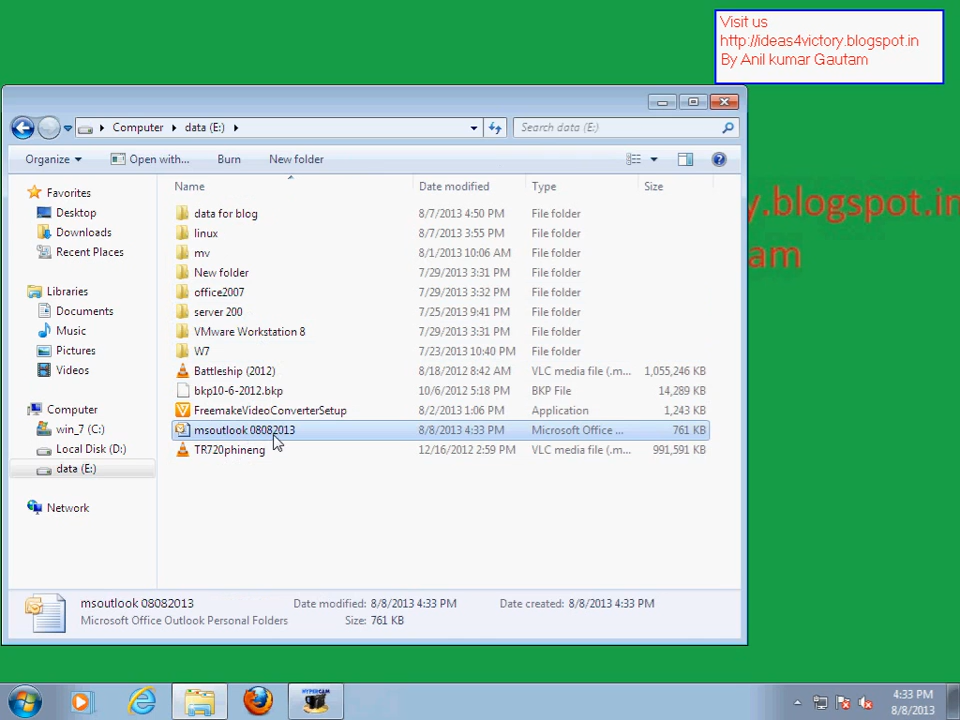 Visit us
http://ideas4victory.blogspot.in
By Anil kumar Gautam
y.blogspot.in
am
Computer data (E:) Search data (E:)
Organize Open with... Burn New folder
Name Date modified Type Size
Favorites
Desktop
Downloads
Recent Places
Libraries
Documents
Music
Pictures
Videos
Computer
win_7 (C:)
Local Disk (D:)
data (E:)
Network
data for blog 8/7/2013 4:50 PM File folder
linux 8/7/2013 3:55 PM File folder
mv 8/1/2013 10:06 AM File folder
New folder 7/29/2013 3:31 PM File folder
office2007 7/29/2013 3:32 PM File folder
server 200 7/25/2013 9:41 PM File folder
VMware Workstation 8 7/29/2013 3:31 PM File folder
W7 7/23/2013 10:40 PM File folder
Battleship (2012) 8/18/2012 8:42 AM VLC media file (.m... 1,055,246 KB
bkp10-6-2012.bkp 10/6/2012 5:18 PM BKP File 14,289 KB
FreemakeVideoConverterSetup 8/2/2013 1:06 PM Application 1,243 KB
msoutlook 08082013 8/8/2013 4:33 PM Microsoft Office ... 761 KB
TR720phineng 12/16/2012 2:59 PM VLC media file (.m... 991,591 KB
msoutlook 08082013 Date modified: 8/8/2013 4:33 PM Date created: 8/8/2013 4:33 PM
Microsoft Office Outlook Personal Folders Size: 761 KB
HYPERCAM
4:33 PM
8/8/2013